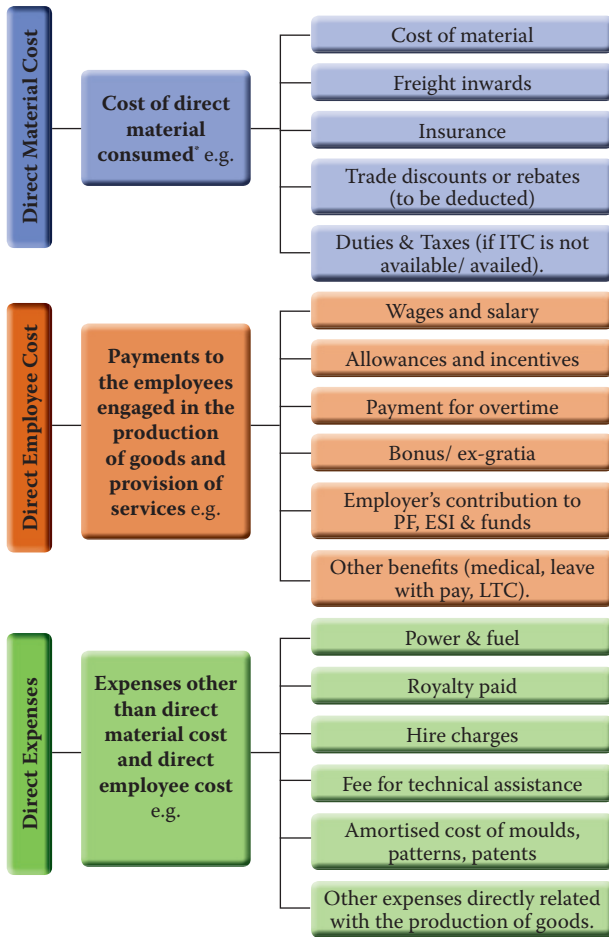 Direct Material Cost
Cost of direct
material
consumed* e.g.
Cost of material
Freight inwards
Insurance
Trade discounts or rebates
(to be deducted)
Duties & Taxes (if ITC is not
available/ availed).
Direct Employee Cost
Payments to
the employees
engaged in the
production
of goods and
provision of
services e.g.
Wages and salary
Allowances and incentives
Payment for overtime
Bonus/ ex-gratia
Employer's contribution to
PF, ESI & funds
Other benefits (medical, leave
with pay, LTC).
Direct Expenses
Expenses other
than direct
material cost
and direct
employee cost
e.g.
Power & fuel
Royalty paid
Hire charges
Fee for technical assistance
Amortised cost of moulds,
patterns, patents
Other expenses directly related
with the production of goods.